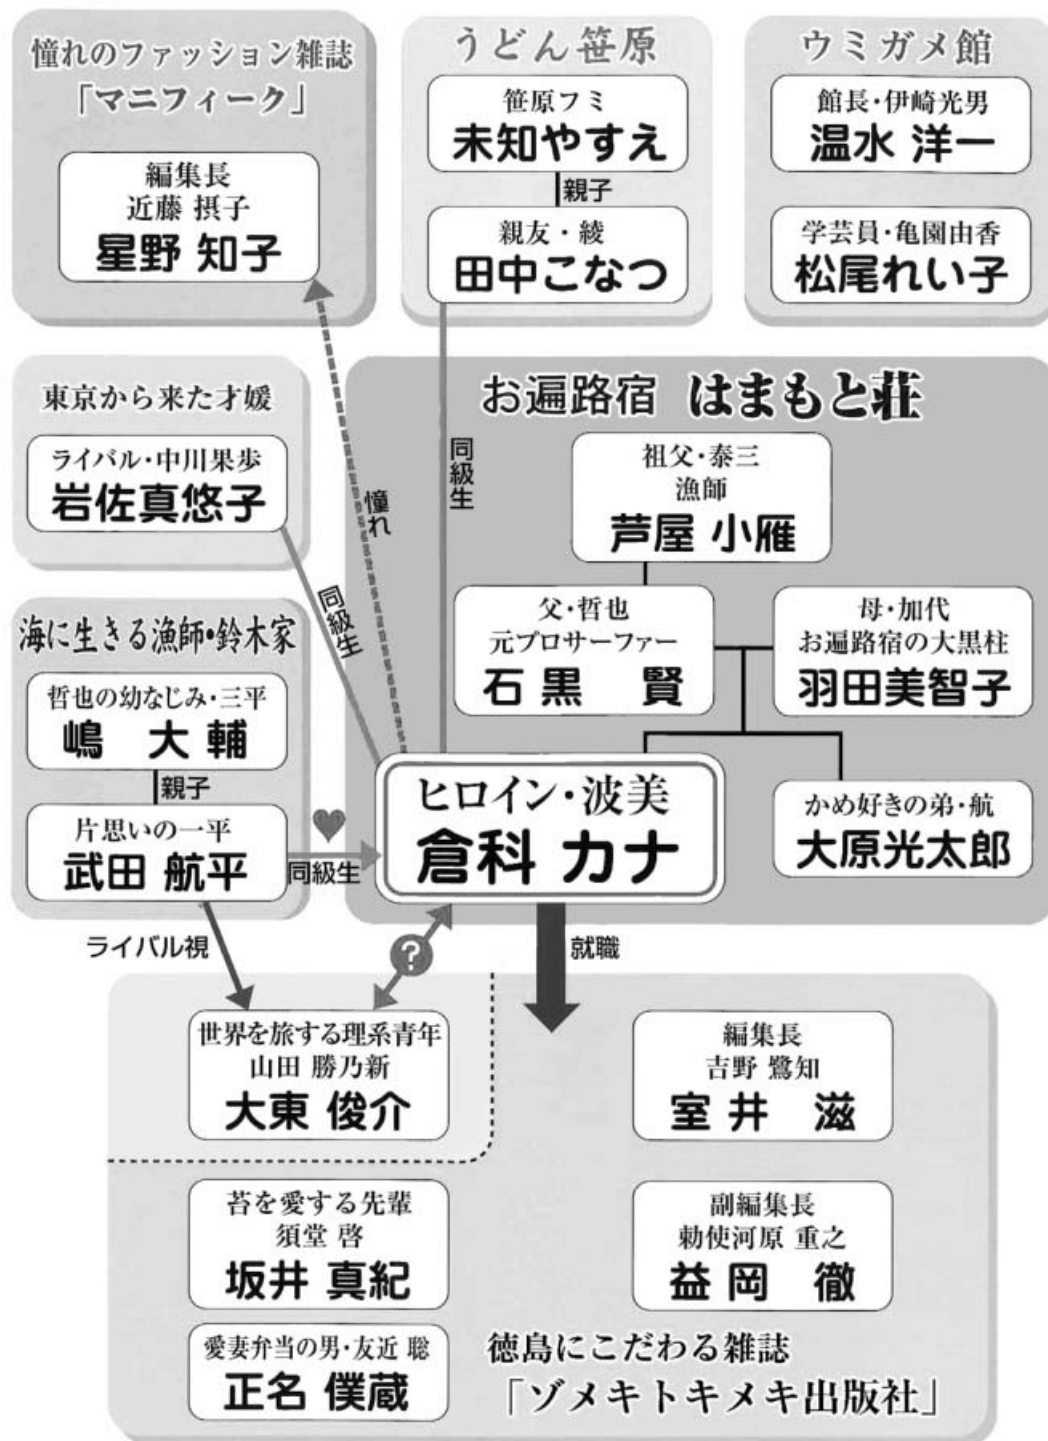 憧れのファッション雑誌
「マニフィーク」
編集長
近藤 摂子
星野 知子
うどん笹原
笹原フミ
未知やすえ
親子
親友・綾
田中こなつ
ウミガメ館
館長・伊崎光男
温水 洋一
学芸員・亀園由香
松尾れい子
東京から来た才媛
ライバル・中川果歩
岩佐真悠子
同級生
憧れ
同級生
お遍路宿 はまもと荘
祖父・泰三
漁師
芦屋 小雁
父・哲也
元プロサーファー
石黒 賢
母・加代
お遍路宿の大黒柱
羽田美智子
ヒロイン・波美
倉科 カナ
かめ好きの弟・航
大原光太郎
海に生きる漁師・鈴木家
哲也の幼なじみ・三平
嶋 大輔
親子
片思いの一平
武田 航平
同級生
ライバル視
?
就職
世界を旅する理系青年
山田 勝乃新
大東 俊介
編集長
吉野 鷺知
室井 滋
苔を愛する先輩
須堂 啓
坂井 真紀
副編集長
勅使河原 重之
益岡 徹
愛妻弁当の男・友近 聡
正名 僕蔵
徳島にこだわる雑誌
「ゾメキトキメキ出版社」